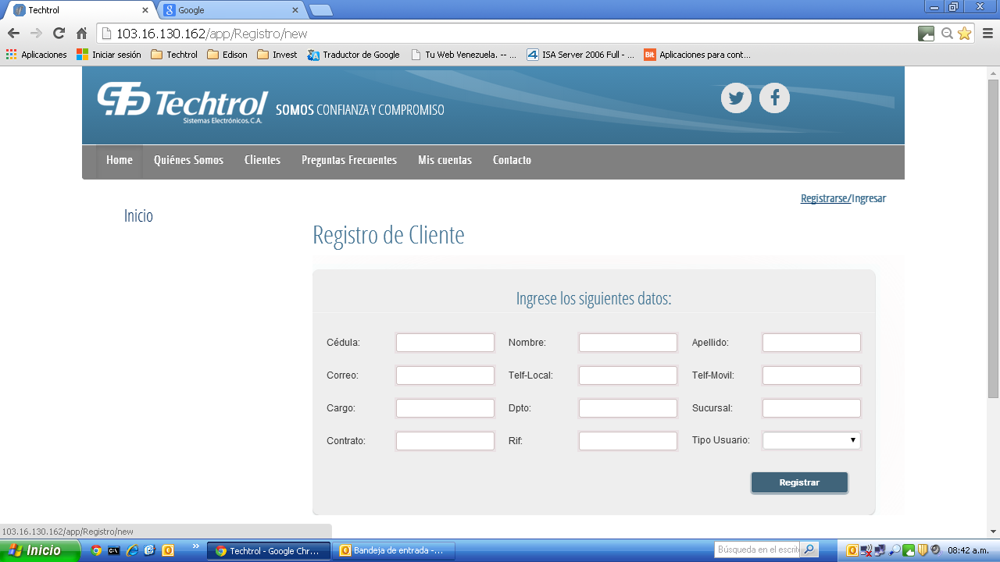 Techtrol
Google
103.16.130.162/app/Registro/new
Aplicaciones
Iniciar sesión
Techtrol
Edison
Inves
Traductor de Google
Tu Web Venezuela. -- ...
ISA Server 2006 Full - ...
Bit
Aplicaciones para cont...
Techtrol
Sistemas Electrónicos.C.A.
SOMOS CONFIANZA Y COMPROMISO
Home
Quiénes Somos
Clientes
Preguntas Frecuentes
Mis cuentas
Contacto
Registrarse/Ingresar
Inicio
Registro de Cliente
Ingrese los siguientes datos:
Cédula:
Nombre:
Apellido:
Correo:
Telf-Local:
Telf-Movil:
Cargo:
Dpto:
Sucursal:
Contrato:
Rif:
Tipo Usuario:
Registrar
103.16.130.162/app/Registro/new
Inicio
Techtrol - Google Chr...
Bandeja de entrada -...
Búsqueda en el escrit
08:42 a.m.